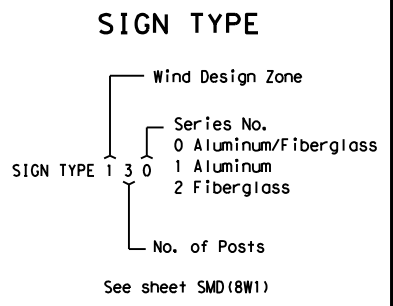 SIGN TYPE
Wind Design Zone
Series No.
0 Aluminum/Fiberglass
1 Aluminum
2 Fiberglass
SIGN TYPE 1 3 0
No. of Posts
See sheet SMD(8W1)